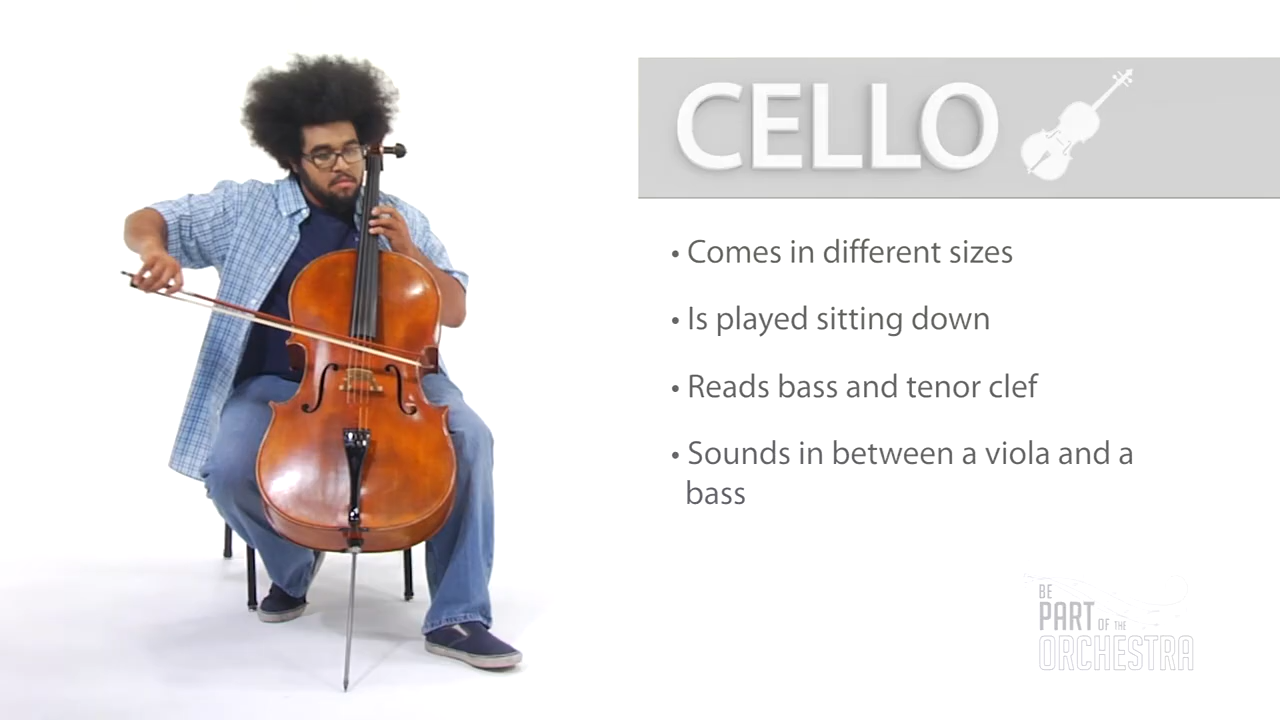 CELLO
• Comes in different sizes
• Is played sitting down
• Reads bass and tenor clef
• Sounds in between a viola and a
bass
BE
PART OF THE
ORCHESTRA